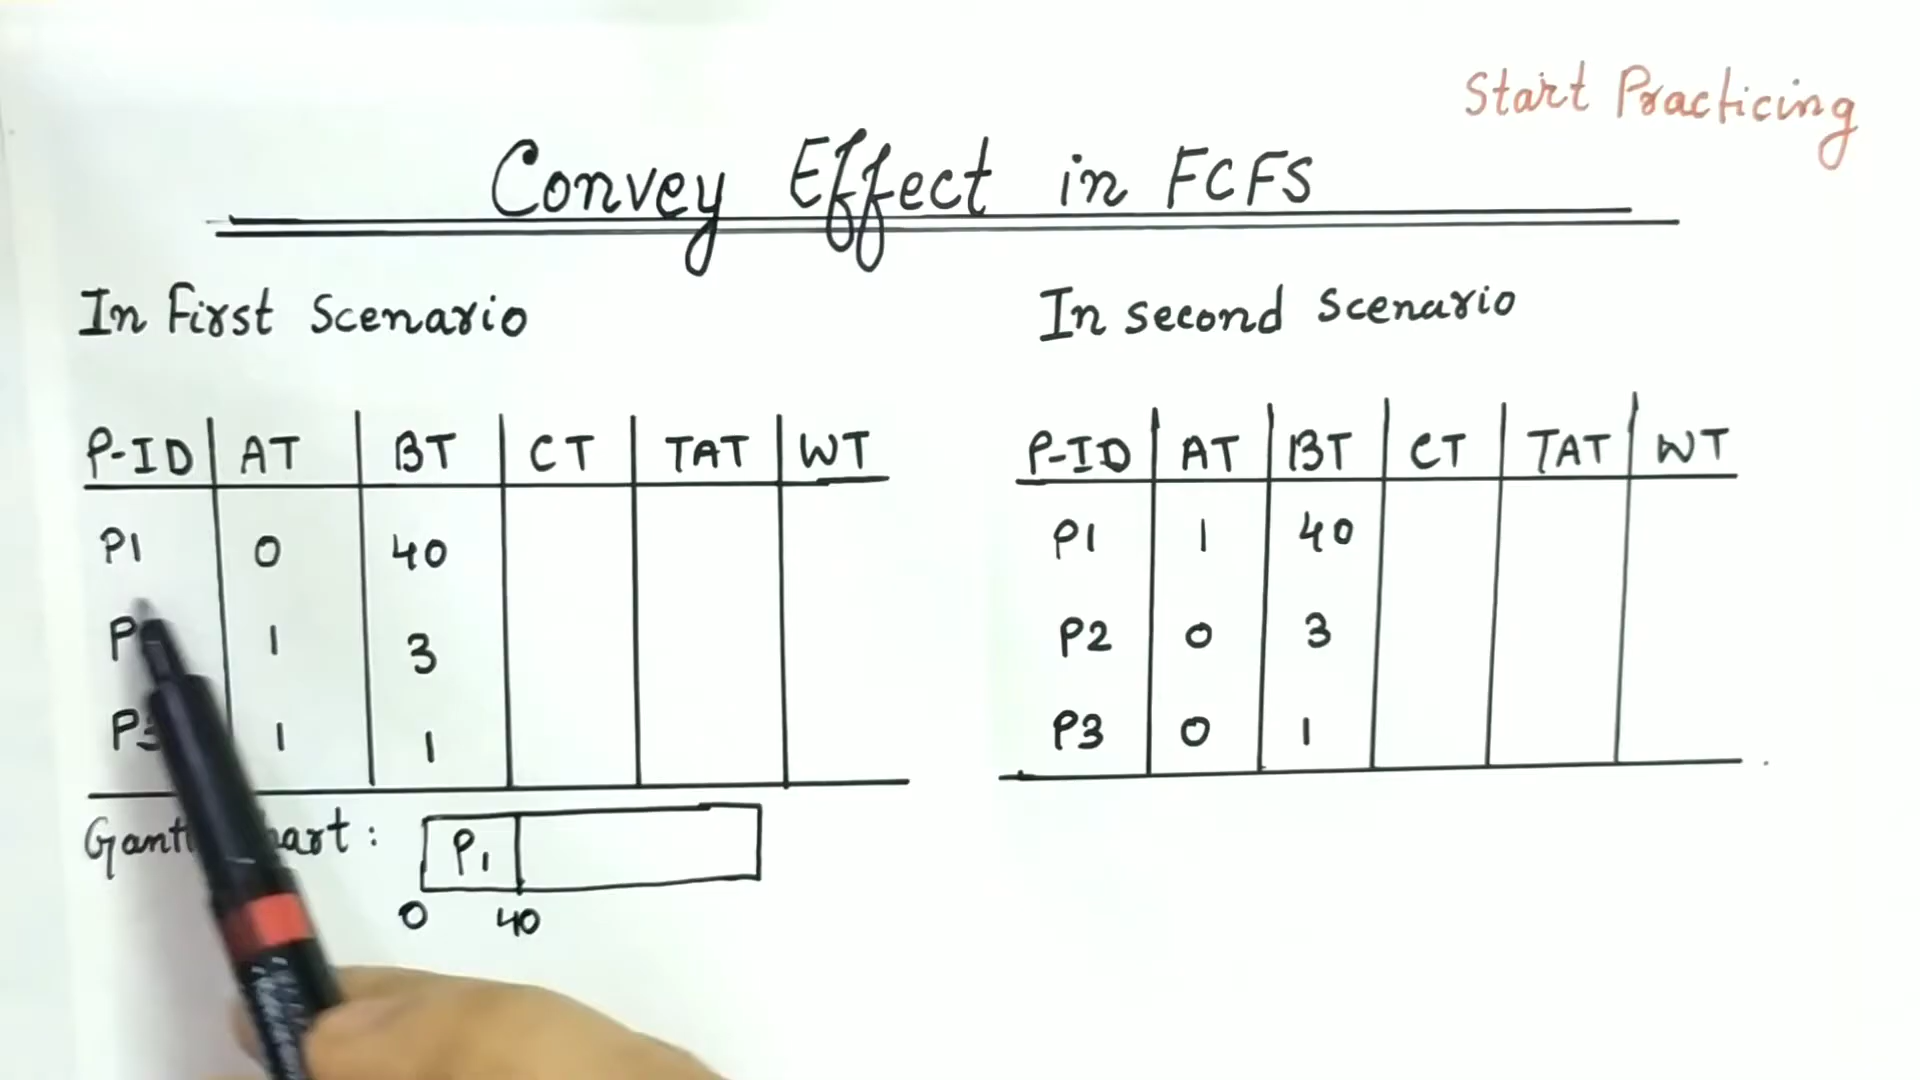 Start Practicing
Convey Effect in FCFS
In First Scenario
P-ID AT BT CT TAT WT
P1 0 40
1 3
1 1
Gantt :
P1
0 40
In second Scenario
P-ID AT BT CT TAT WT
P1 1 40
P2 0 3
P3 0 1